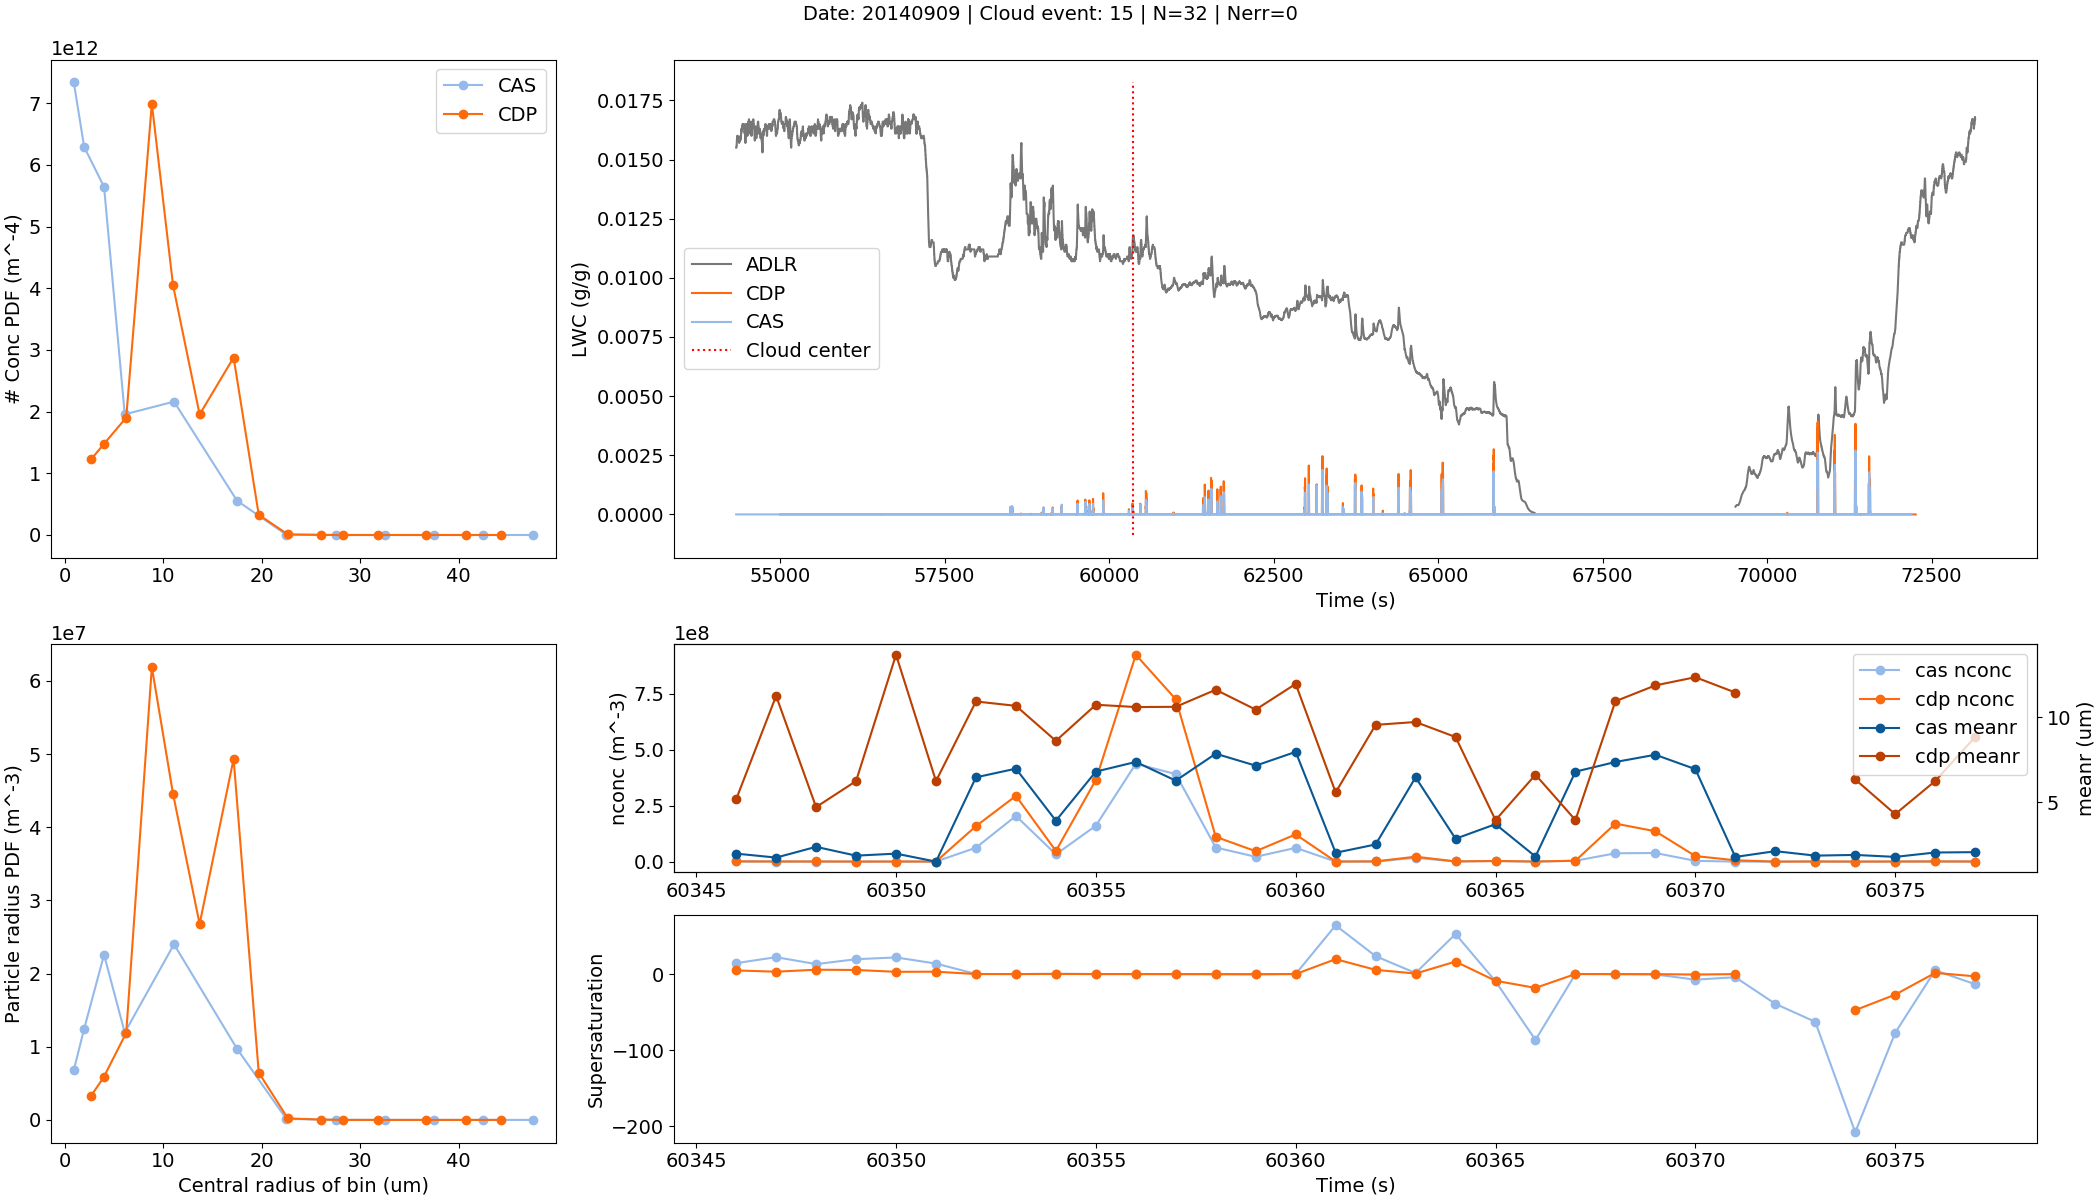 Date: 20140909 | Cloud event: 15 | N=32 | Nerr=0
1e12
# Conc PDF (m^-4)
7
6
5
4
3
2
1
0
0 10 20 30 40
CAS
CDP
LWC (g/g)
0.0175
0.0150
0.0125
0.0100
0.0075
0.0050
0.0025
0.0000
ADLR
CDP
CAS
Cloud center
55000 57500 60000 62500 65000 67500 70000 72500
Time (s)
1e7
Particle radius PDF (m^-3)
6
5
4
3
2
1
0
0 10 20 30 40
Central radius of bin (um)
1e8
nconc (m^-3)
7.5
5.0
2.5
0.0
cas nconc
cdp nconc
cas meanr
cdp meanr
10
5
meanr (um)
60345 60350 60355 60360 60365 60370 60375
Supersaturation
0
−100
−200
60345 60350 60355 60360 60365 60370 60375
Time (s)